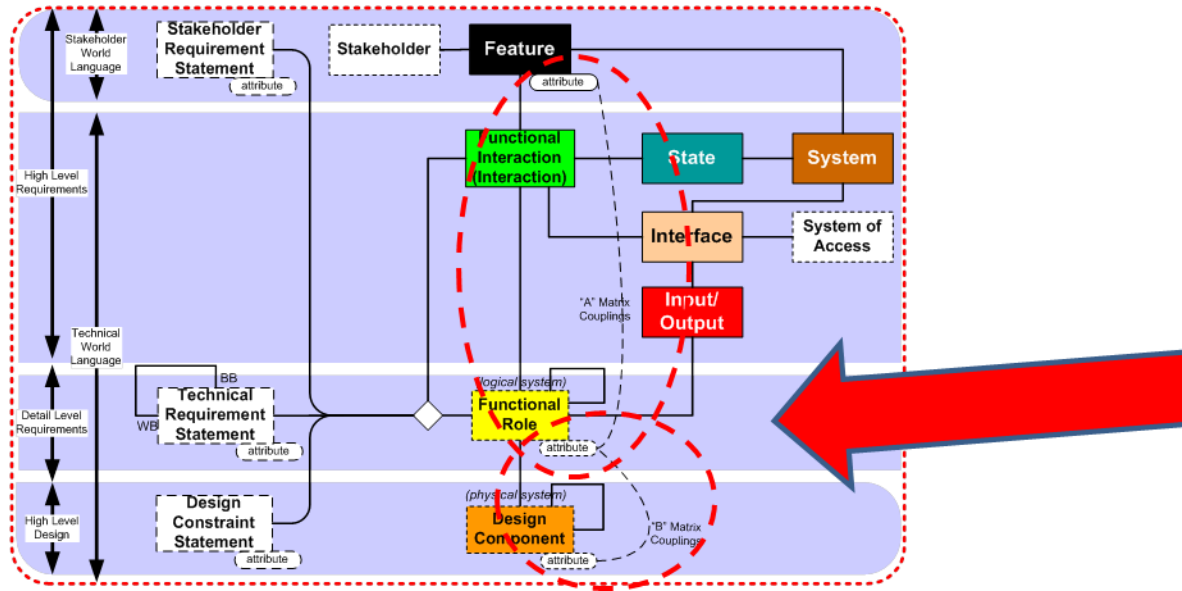 Stakeholder
World
Language
Stakeholder
Requirement
Statement
attribute
Stakeholder
Feature
attribute
High Level
Requirements
Functional
Interaction
(Interaction)
State
System
Interface
System of
Access
"A" Matrix
Couplings
Input/
Output
Technical
World
Language
Detail Level
Requirements
BB
WB
Technical
Requirement
Statement
attribute
(logical system)
Functional
Role
attribute
High Level
Design
Design
Constraint
Statement
attribute
(physical system)
Design
Component
attribute
"B" Matrix
Couplings